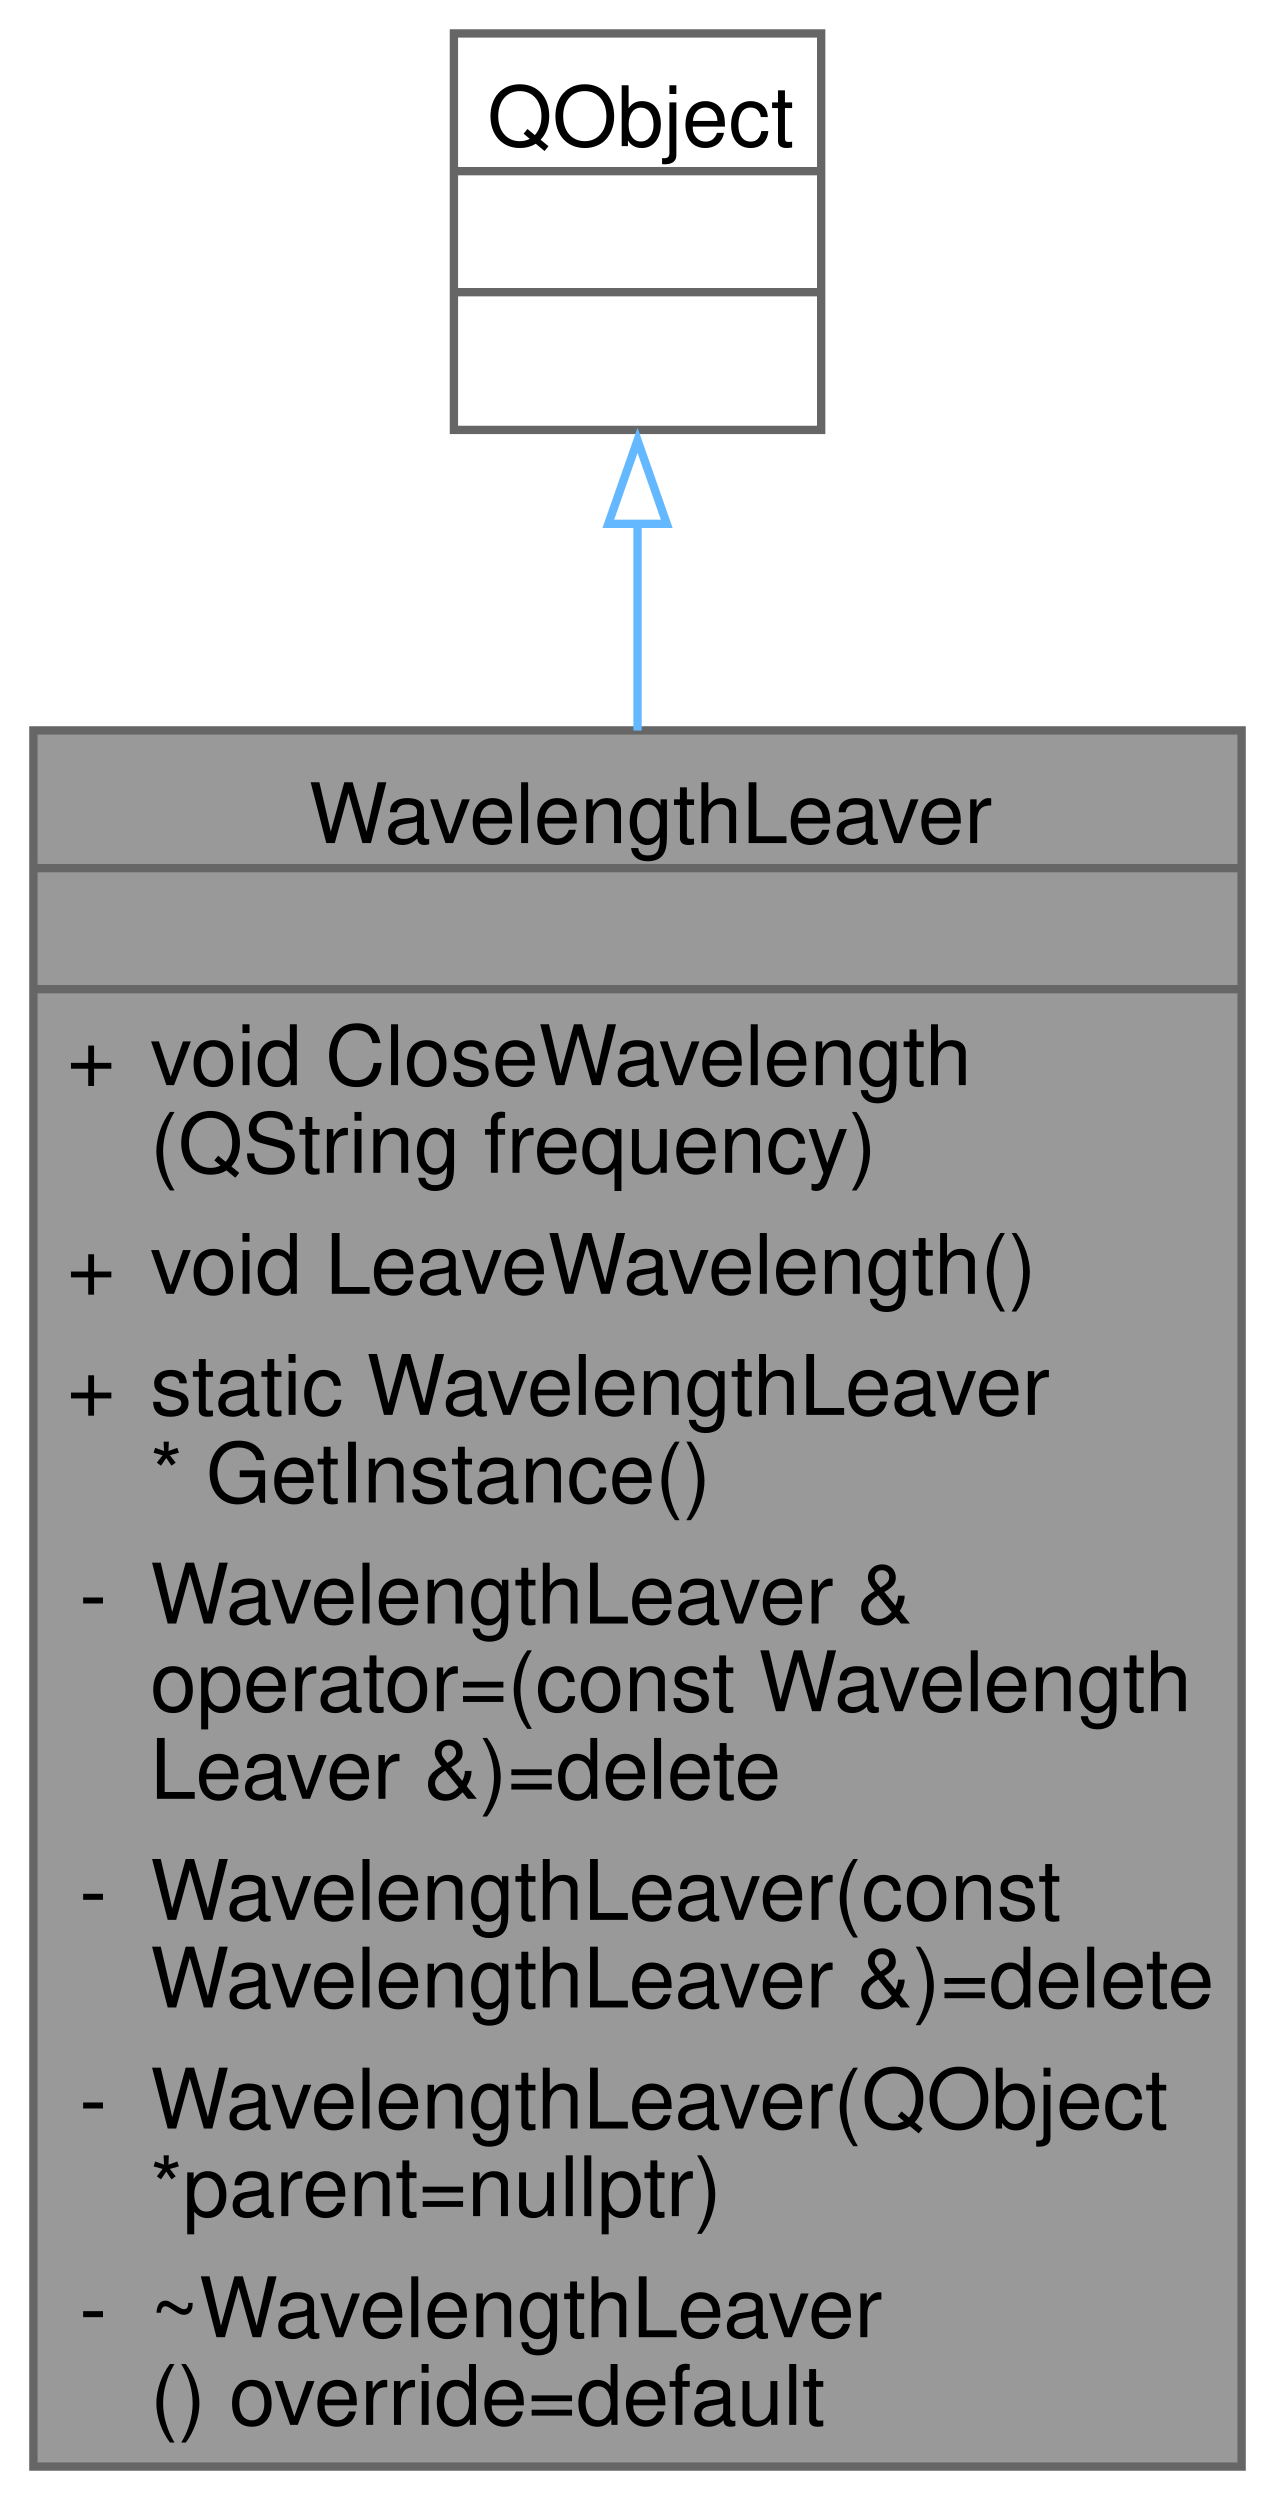 QObject
WavelengthLeaver
+ void CloseWavelength
(QString frequency)
+ void LeaveWavelength()
+ static WavelengthLeaver
* GetInstance()
- WavelengthLeaver &
operator=(const Wavelength
Leaver &)=delete
- WavelengthLeaver(const
WavelengthLeaver &)=delete
- WavelengthLeaver(QObject
*parent=nullptr)
- ~WavelengthLeaver
() override=default